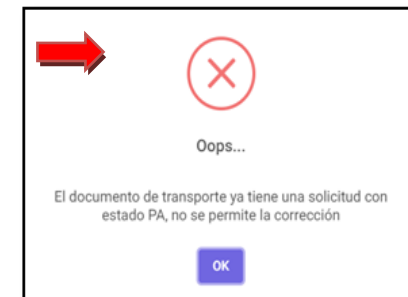 Oops...
El documento de transporte ya tiene una solicitud con
estado PA, no se permite la corrección
OK